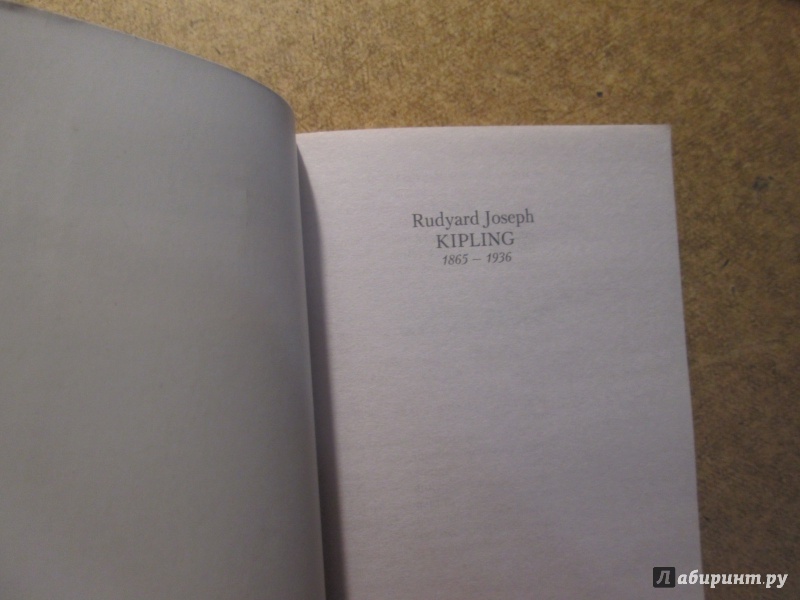 Rudyard Joseph
KIPLING
1865 – 1936
Лабиринт.ру